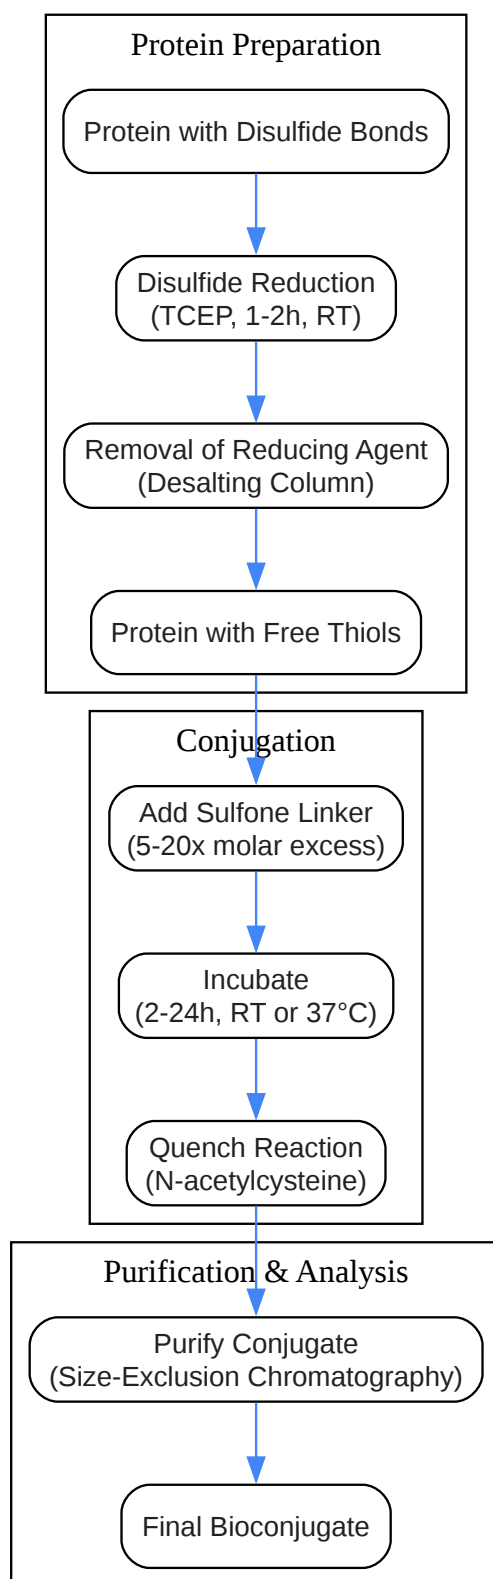 Protein Preparation
Protein with Disulfide Bonds
Disulfide Reduction
(TCEP, 1-2h, RT)
Removal of Reducing Agent
(Desalting Column)
Protein with Free Thiols
Conjugation
Add Sulfone Linker
(5-20x molar excess)
Incubate
(2-24h, RT or 37°C)
Quench Reaction
(N-acetylcysteine)
Purification & Analysis
Purify Conjugate
(Size-Exclusion Chromatography)
Final Bioconjugate